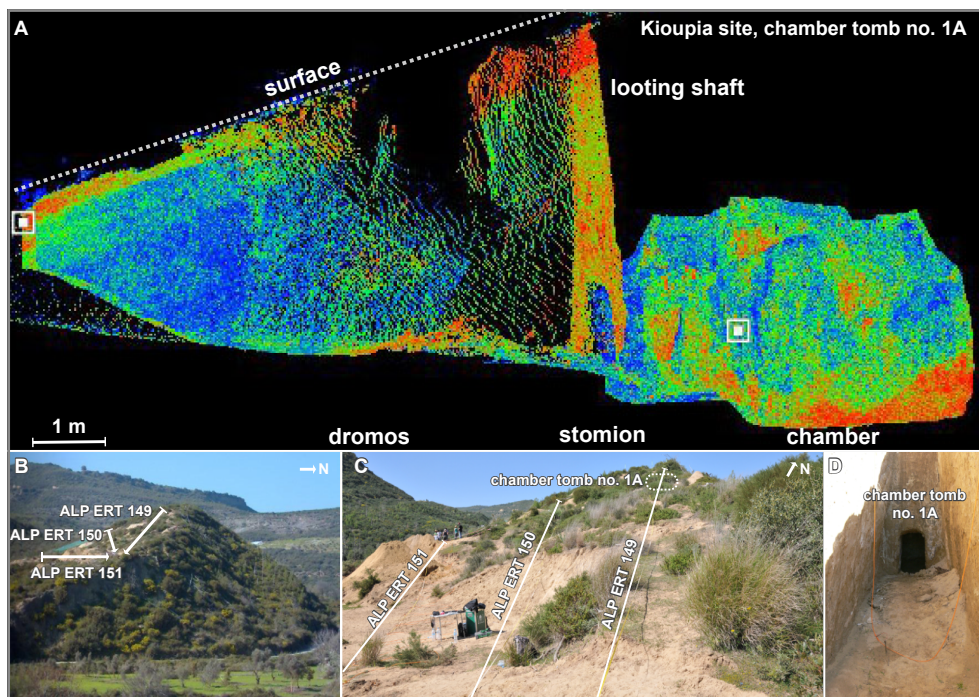 A
Kioupia site, chamber tomb no. 1A
surface
looting shaft
1 m
dromos
stomion
chamber
B
N
ALP ERT 149
ALP ERT 150
ALP ERT 151
C
N
chamber tomb no. 1A
ALP ERT 151
ALP ERT 150
ALP ERT 149
D
chamber tomb
no. 1A